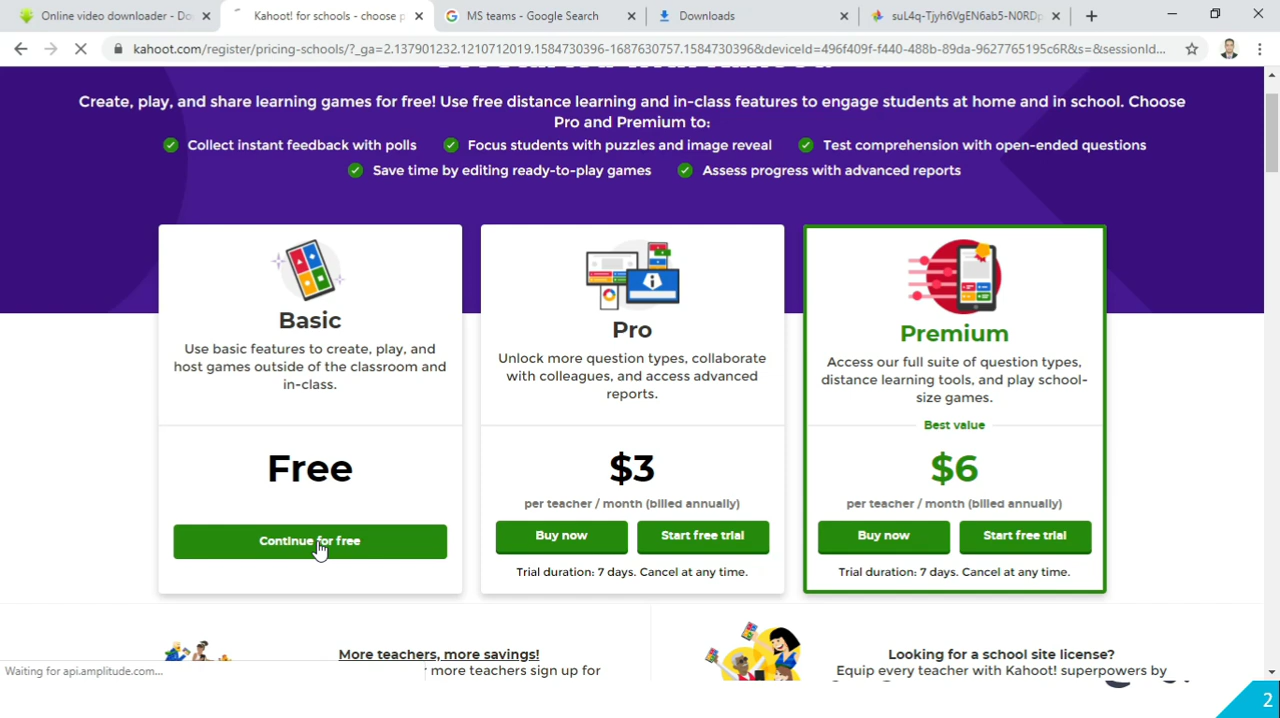 Online video downloader - Do
Kahoot! for schools - choose p
MS teams - Google Search
Downloads
suL4q-Tjyh6VgEN6ab5-N0RDp
kahoot.com/register/pricing-schools/?_ga=2.137901232.1210712019.1584730396-1687630757.1584730396&deviceId=496f409f-f440-488b-89da-9627765195c6R&s=&sessionId...
Create, play, and share learning games for free! Use free distance learning and in-class features to engage students at home and in school. Choose
Pro and Premium to:
Collect instant feedback with polls
Focus students with puzzles and image reveal
Test comprehension with open-ended questions
Save time by editing ready-to-play games
Assess progress with advanced reports
Basic
Use basic features to create, play, and
host games outside of the classroom and
in-class.
Free
Continue for free
Pro
Unlock more question types, collaborate
with colleagues, and access advanced
reports.
$3
per teacher / month (billed annually)
Buy now
Start free trial
Trial duration: 7 days. Cancel at any time.
Premium
Access our full suite of question types,
distance learning tools, and play school-
size games.
Best value
$6
per teacher / month (billed annually)
Buy now
Start free trial
Trial duration: 7 days. Cancel at any time.
More teachers, more savings!
more teachers sign up for
Looking for a school site license?
Equip every teacher with Kahoot! superpowers by
Waiting for api.amplitude.com...
2